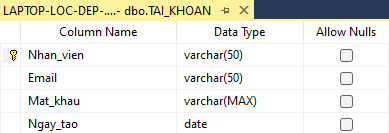 LAPTOP-LOC-DEP-....- dbo.TAI_KHOAN
Column Name Data Type Allow Nulls
Nhan_vien varchar(50)
Email varchar(50)
Mat_khau varchar(MAX)
Ngay_tao date